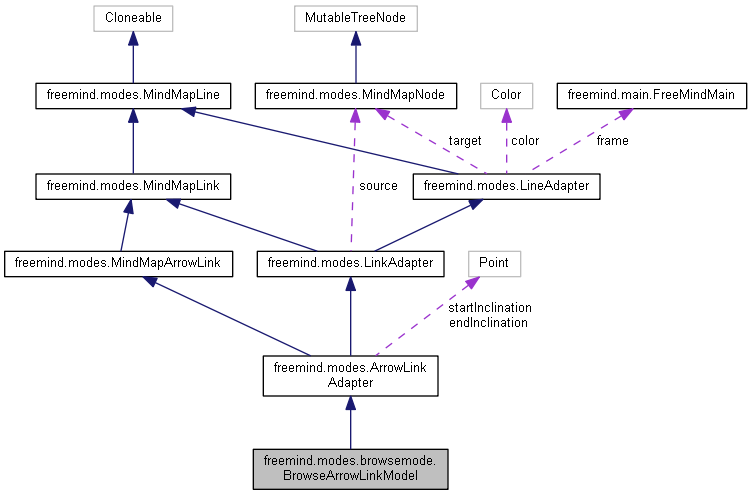 Cloneable
MutableTreeNode
freemind.modes.MindMapLine
freemind.modes.MindMapNode
Color
freemind.main.FreeMindMain
target
color
frame
freemind.modes.MindMapLink
source
freemind.modes.LineAdapter
freemind.modes.MindMapArrowLink
freemind.modes.LinkAdapter
Point
startInclination
endInclination
freemind.modes.ArrowLink
Adapter
freemind.modes.browsemode.
BrowseArrowLinkModel